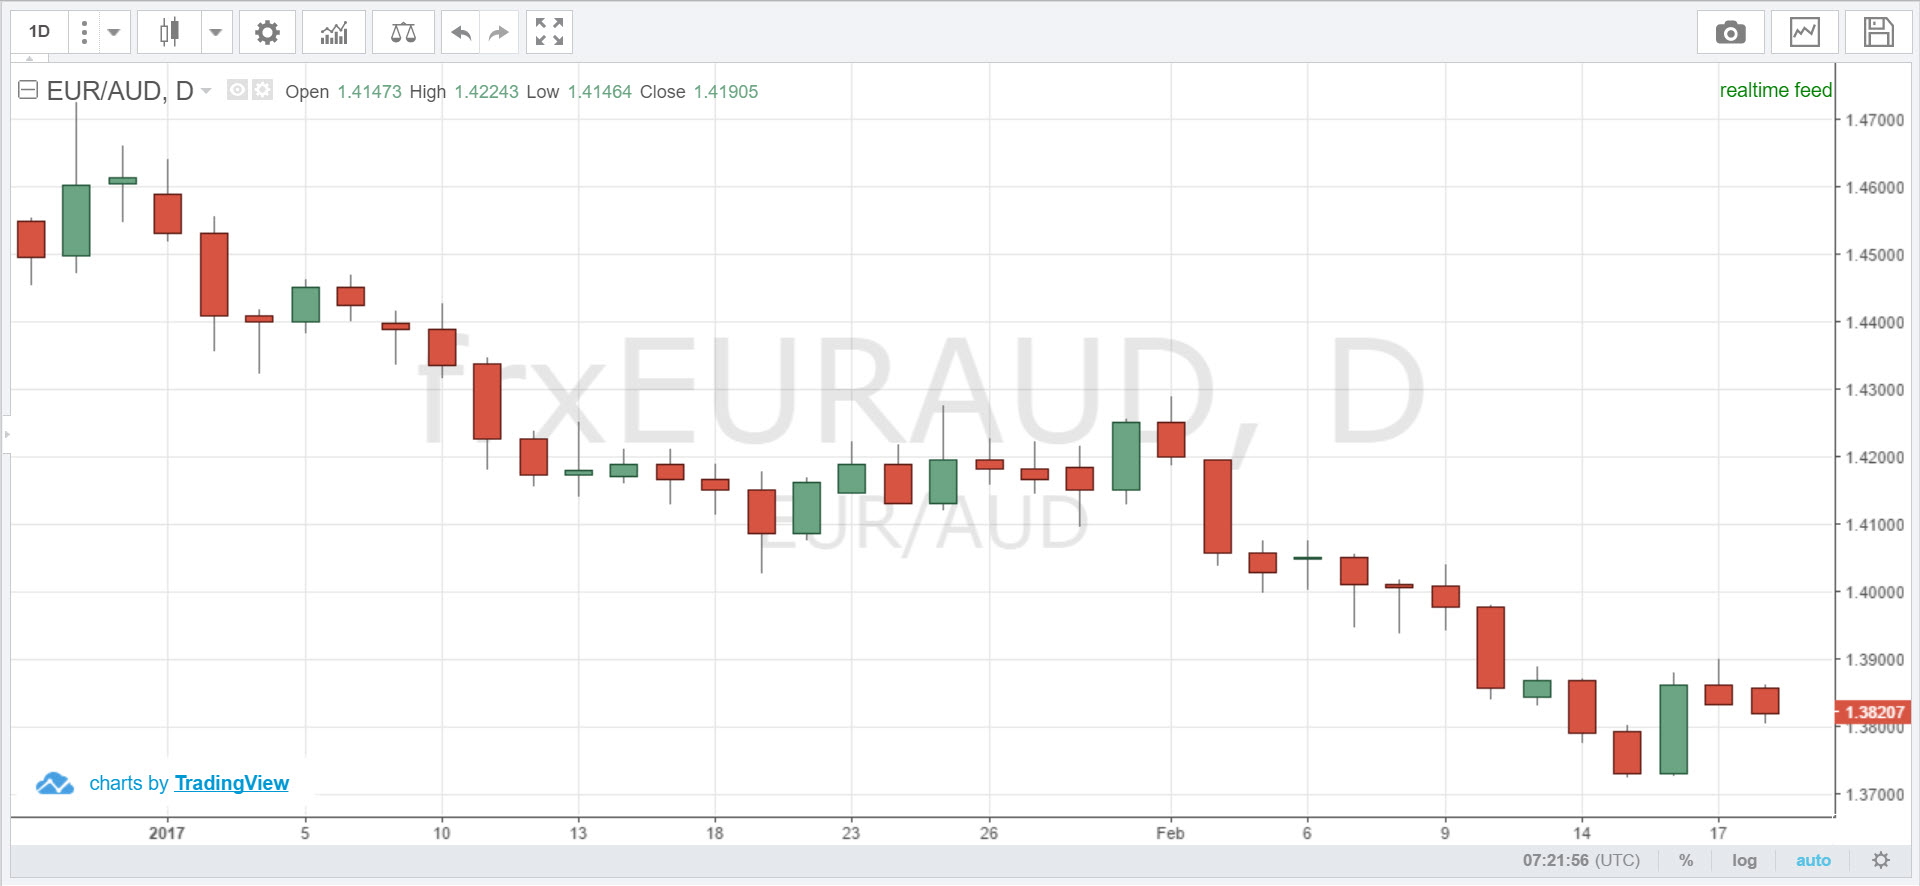 1D
EUR/AUD, D Open 1.41473 High 1.42243 Low 1.41464 Close 1.41905
realtime feed
1.47000
1.46000
1.45000
1.44000
1.43000
1.42000
1.41000
1.40000
1.39000
1.38207
1.38000
1.37000
frxEURAUD, D
EUR/AUD
charts by TradingView
2017 5 10 13 18 23 26 Feb 6 9 14 17
07:21:56 (UTC) % log auto